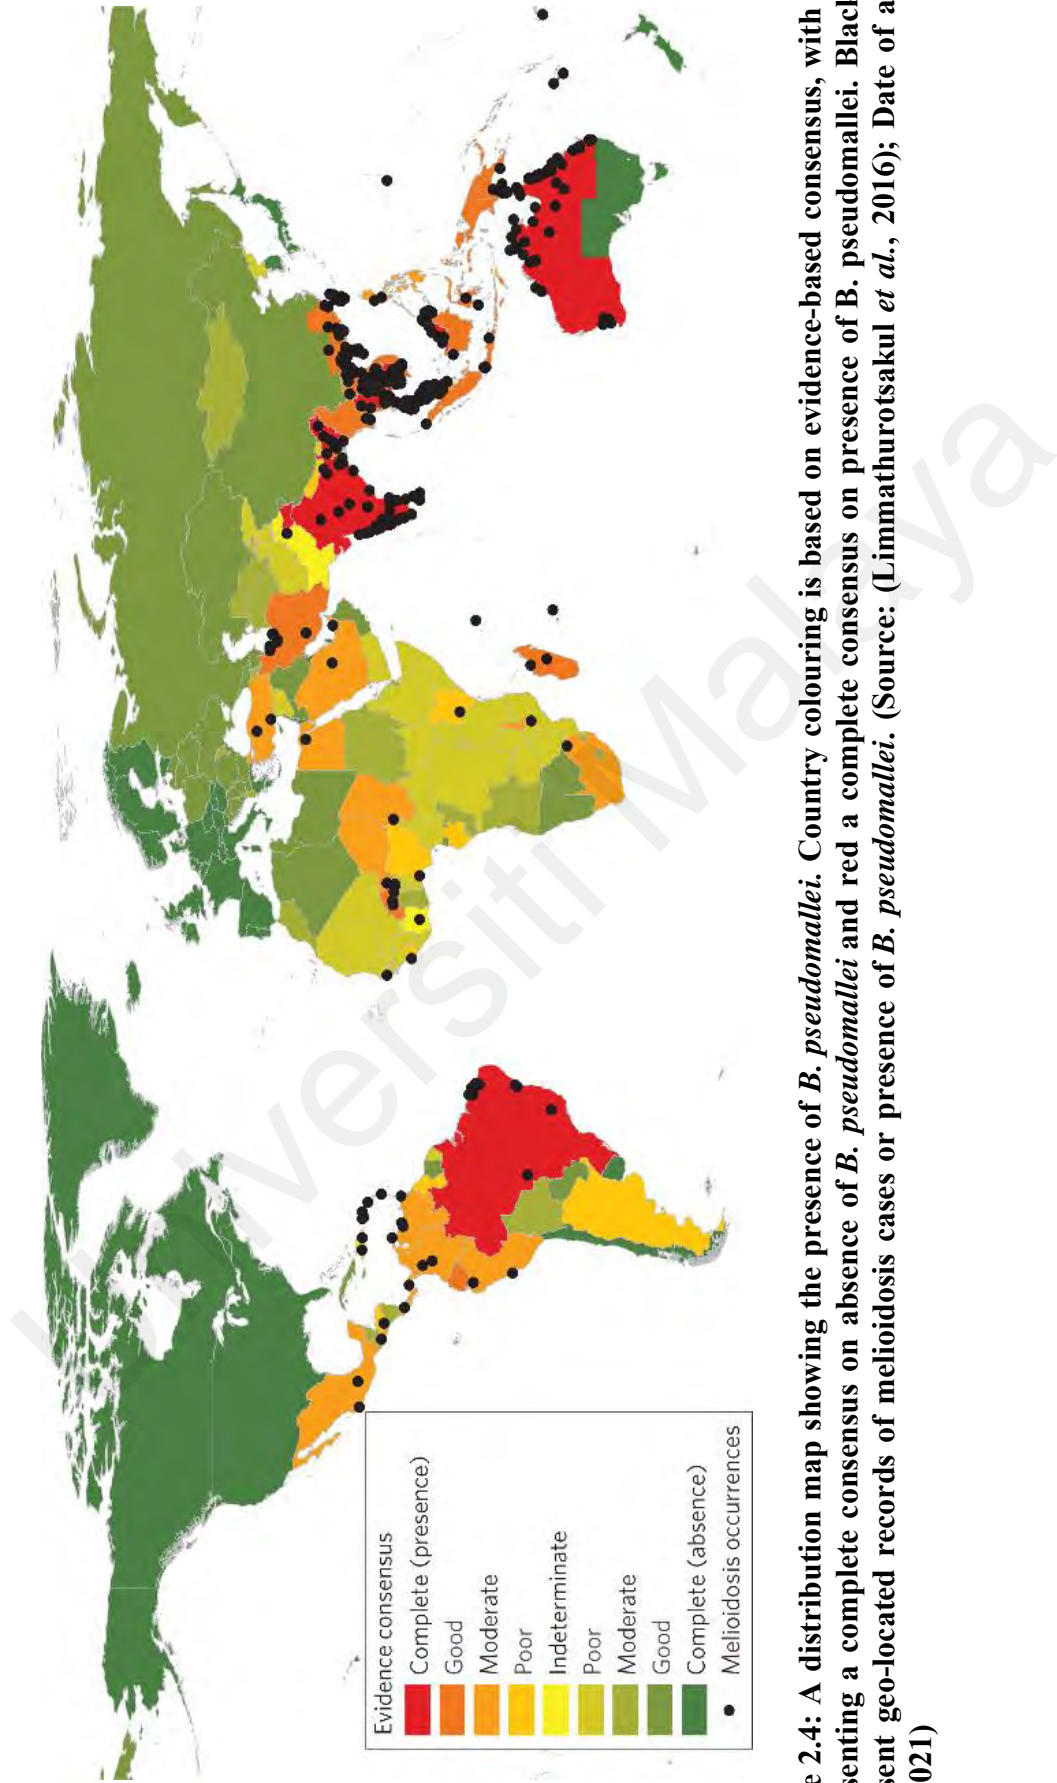 Evidence consensus
Complete (presence)
Good
Moderate
Poor
Indeterminate
Poor
Moderate
Good
Complete (absence)
Melioidosis occurrences
e 2.4: A distribution map showing the presence of B. pseudomallei. Country colouring is based on evidence-based consensus, with
senting a complete consensus on absence of B. pseudomallei and red a complete consensus on presence of B. pseudomallei. Blac
sent geo-located records of melioidosis cases or presence of B. pseudomallei. (Source: (Limmathurotsakul et al., 2016); Date of a
021)
iversiti Malaya